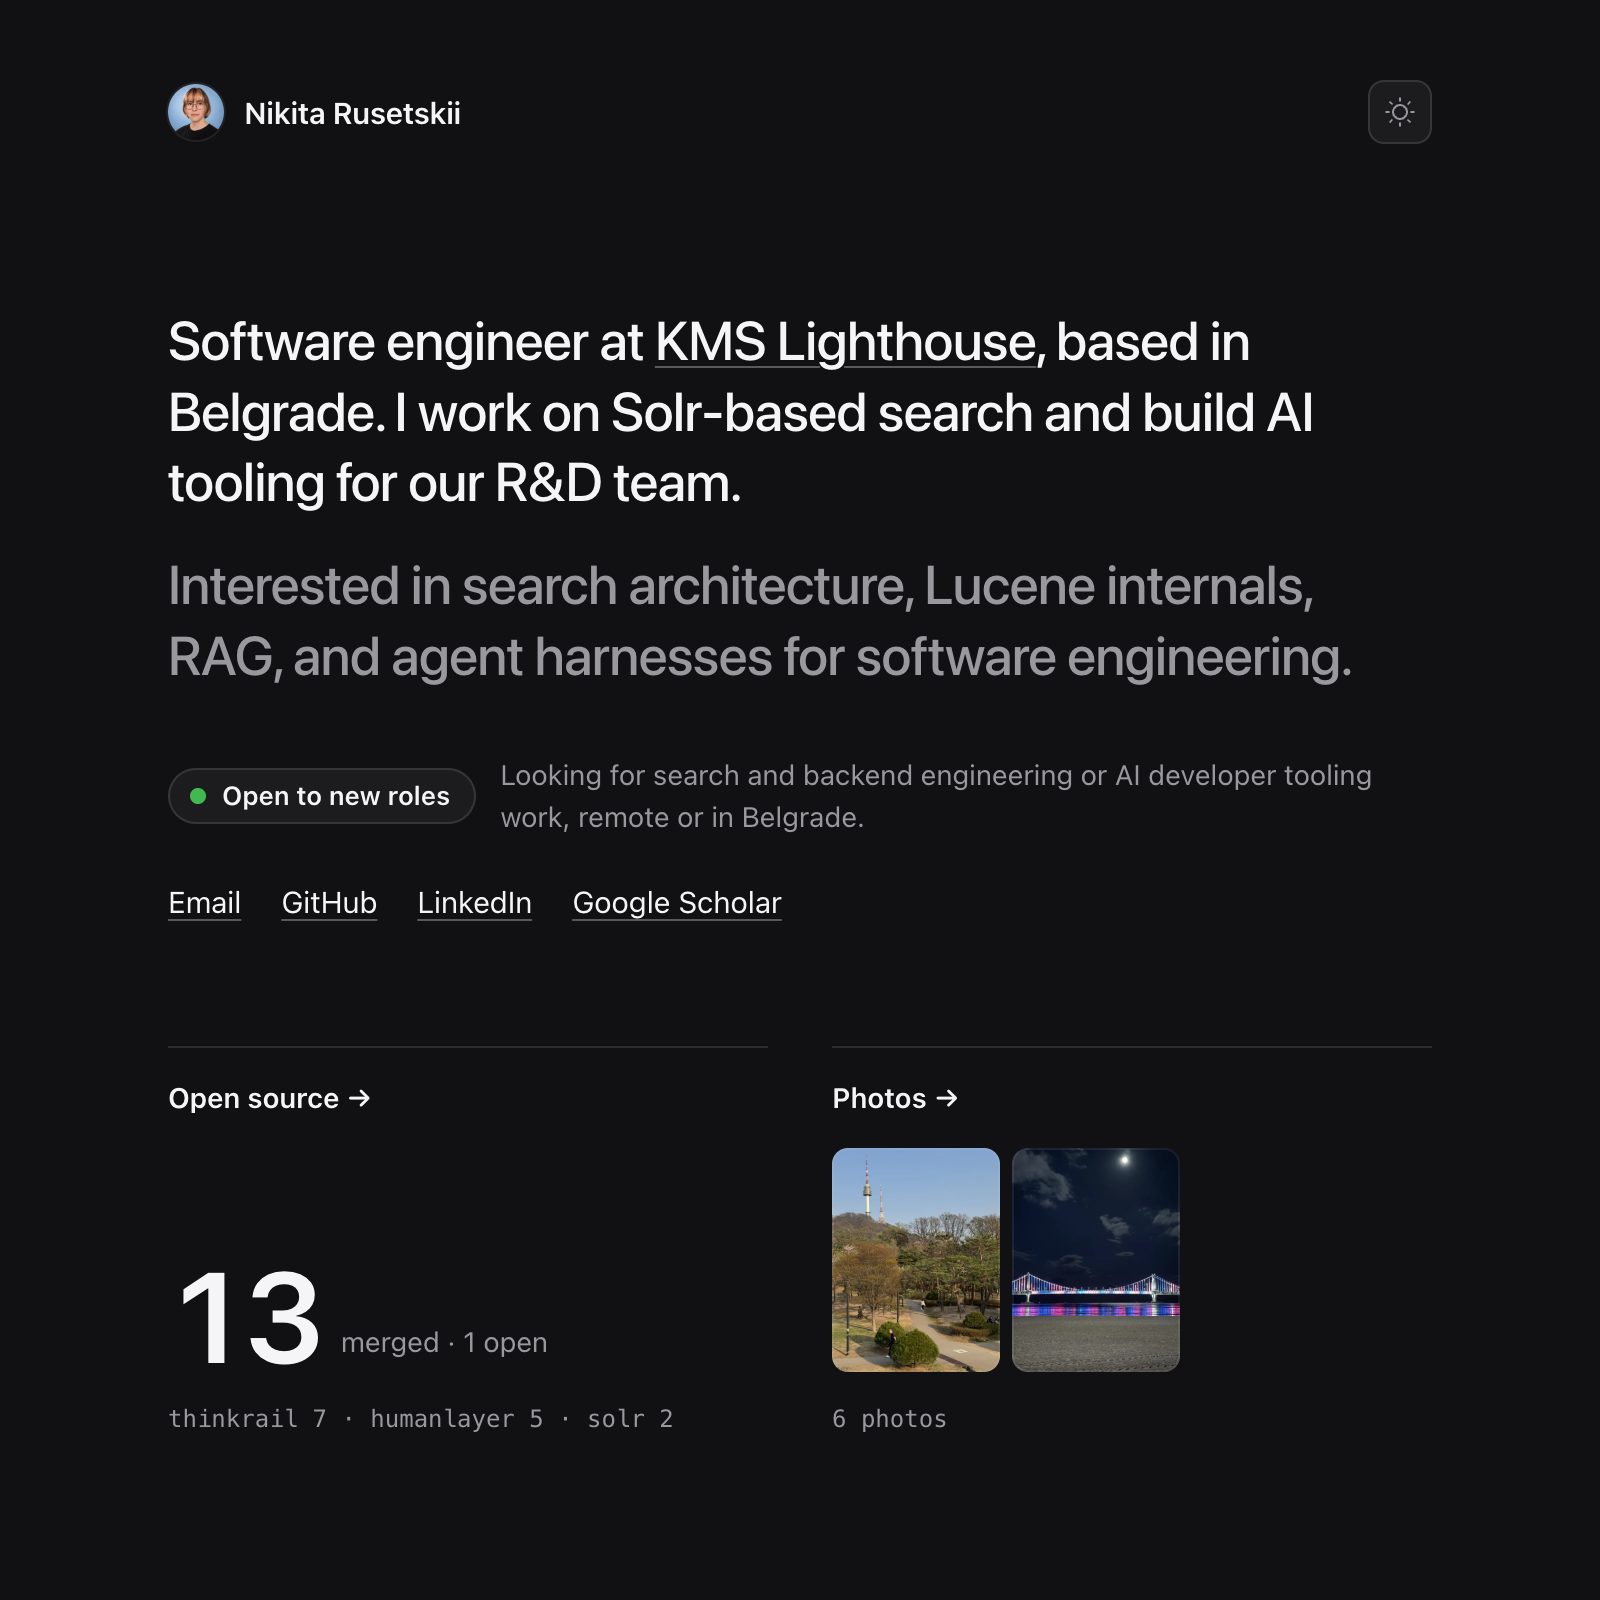 Nikita Rusetskii
Software engineer at KMS Lighthouse, based in
Belgrade. I work on Solr-based search and build AI
tooling for our R&D team.
Interested in search architecture, Lucene internals,
RAG, and agent harnesses for software engineering.
Open to new roles
Looking for search and backend engineering or AI developer tooling
work, remote or in Belgrade.
Email GitHub LinkedIn Google Scholar
Open source →
13 merged · 1 open
thinkrail 7 · humanlayer 5 · solr 2
Photos →
6 photos